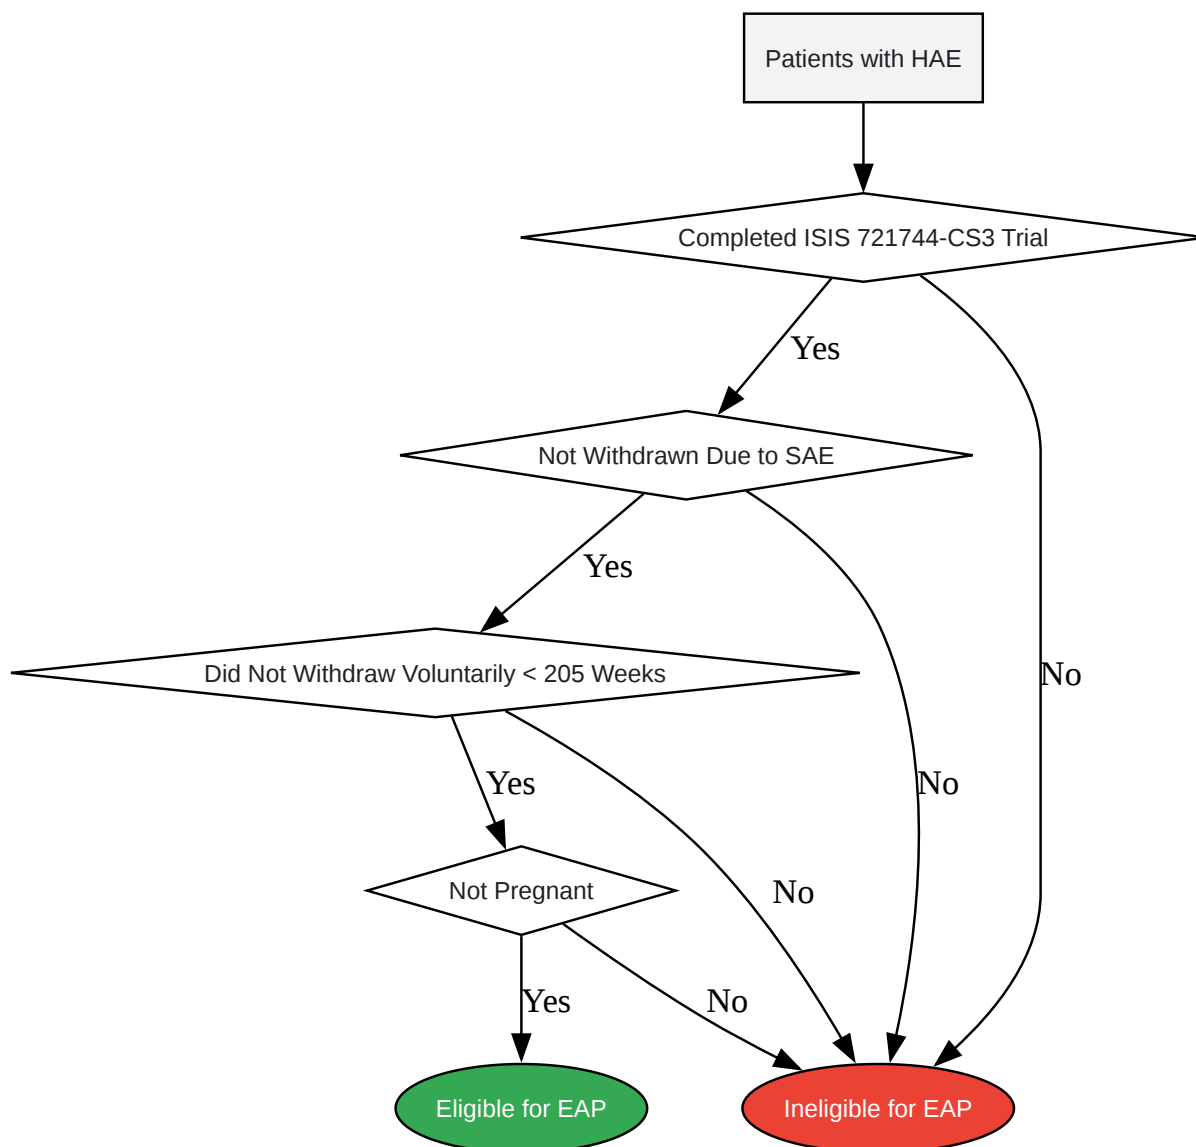 Patients with HAE
Completed ISIS 721744-CS3 Trial
Yes
Not Withdrawn Due to SAE
Yes
Did Not Withdraw Voluntarily < 205 Weeks
No
Yes
No
Not Pregnant
No
Yes
No
Eligible for EAP
Ineligible for EAP